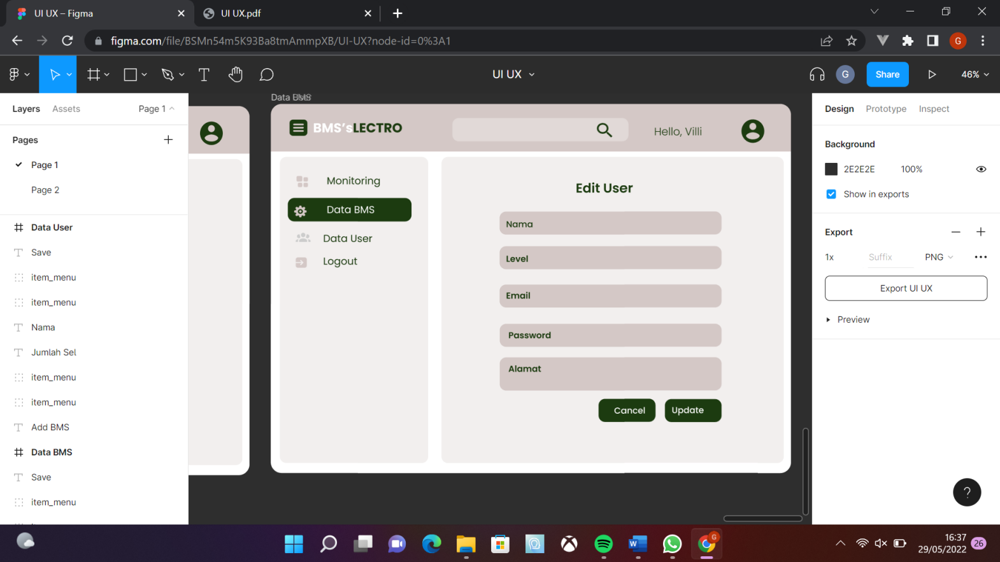 UI UX – Figma
UI UX.pdf
figma.com/file/BSMn54m5K93Ba8tmAmmpXB/UI-UX?node-id=0%3A1
G
UI UX
G
Share
46%
Layers
Assets
Page 1
Pages
Page 1
Page 2
Data User
Save
item_menu
item_menu
Nama
Jumlah Sel
item_menu
item_menu
Add BMS
Data BMS
Save
item_menu
Data
BMS'sLECTRO
Hello, Villi
Monitoring
Data BMS
Data User
Logout
Edit User
Nama
Level
Email
Password
Alamat
Cancel
Update
Design
Prototype
Inspect
Background
2E2E2E
100%
Show in exports
Export
1x
Suffix
PNG
Export UI UX
Preview
?
W
G
16:37
29/05/2022
26